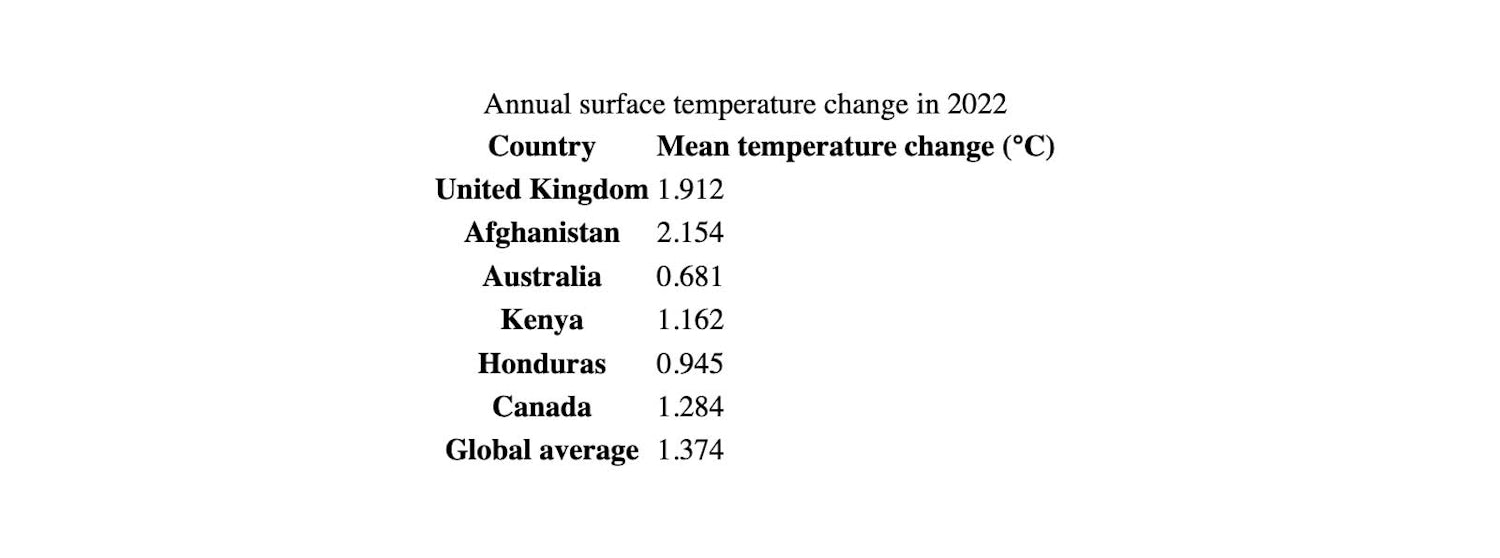 Annual surface temperature change in 2022
Country Mean temperature change (°C)
United Kingdom 1.912
Afghanistan 2.154
Australia 0.681
Kenya 1.162
Honduras 0.945
Canada 1.284
Global average 1.374